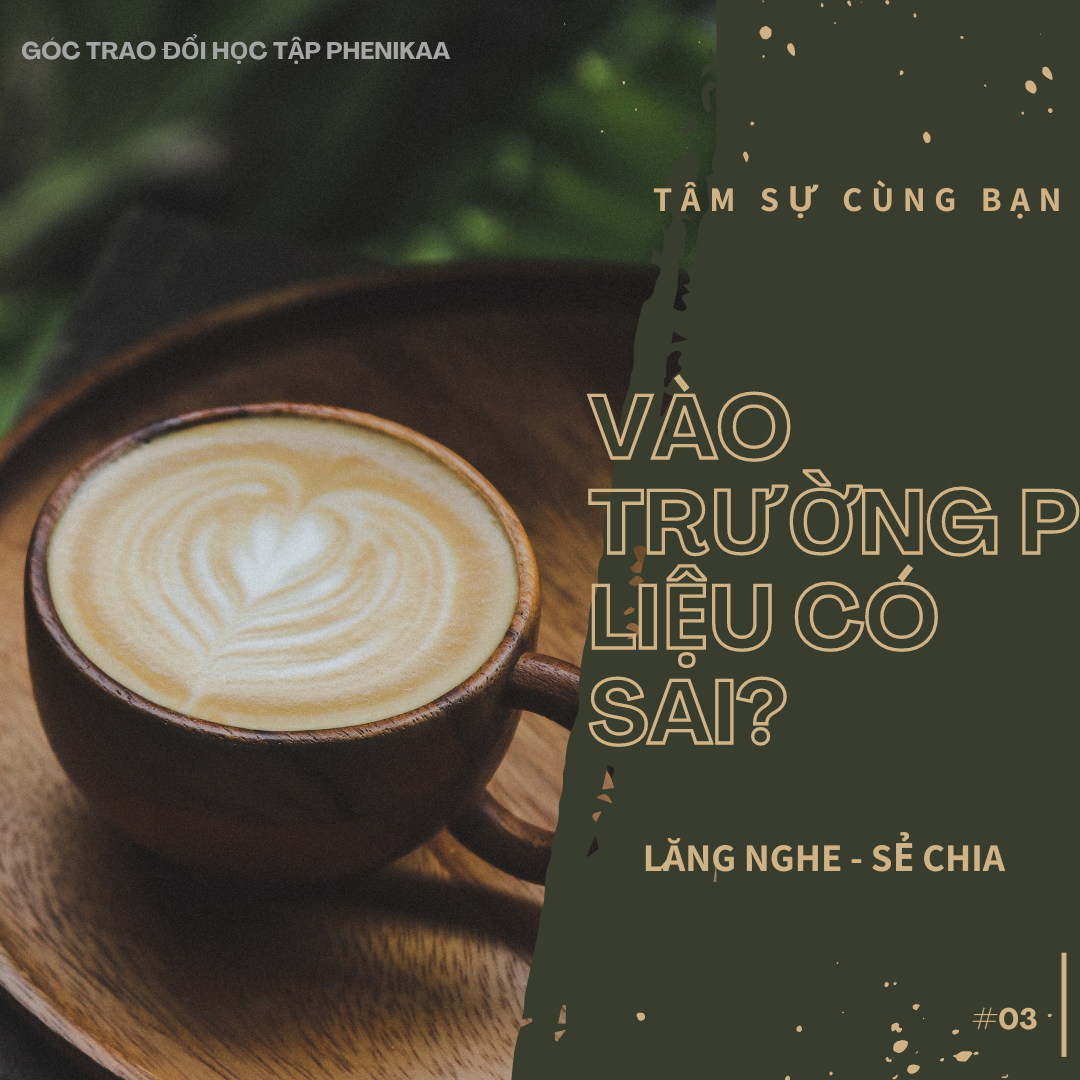 GÓC TRAO ĐỔI HỌC TẬP PHENIKAA
TÂM SỰ CÙNG BẠN
VÀO
TRƯỜNG P
LIỆU CÓ
SAI?
LĂNG NGHE - SẺ CHIA
#03